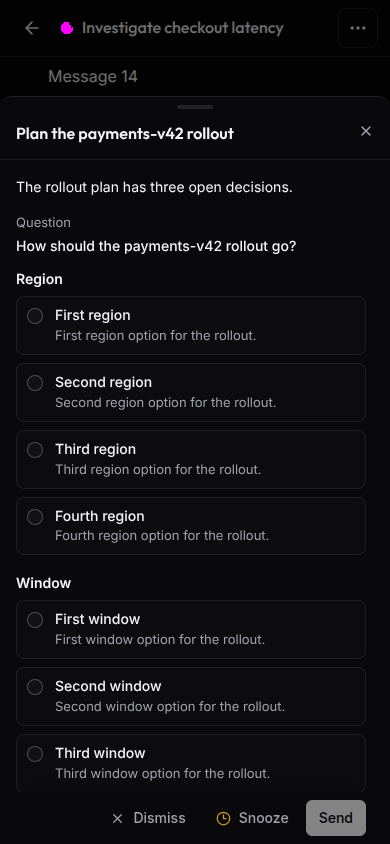 Investigate checkout latency
Message 14
Plan the payments-v42 rollout
The rollout plan has three open decisions.
Question
How should the payments-v42 rollout go?
Region
First region
First region option for the rollout.
Second region
Second region option for the rollout.
Third region
Third region option for the rollout.
Fourth region
Fourth region option for the rollout.
Window
First window
First window option for the rollout.
Second window
Second window option for the rollout.
Third window
Third window option for the rollout.
Dismiss Snooze Send